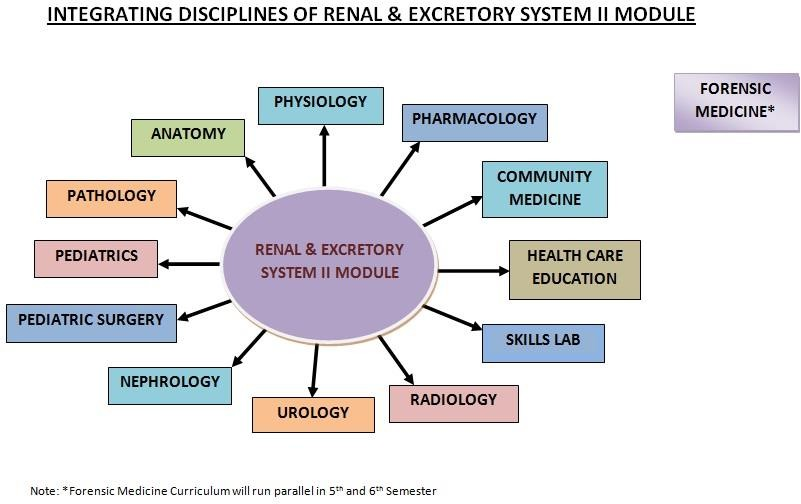 INTEGRATING DISCIPLINES OF RENAL & EXCRETORY SYSTEM II MODULE
FORENSIC
MEDICINE*
PHYSIOLOGY
PHARMACOLOGY
ANATOMY
COMMUNITY
MEDICINE
PATHOLOGY
RENAL & EXCRETORY
SYSTEM II MODULE
PEDIATRICS
HEALTH CARE
EDUCATION
PEDIATRIC SURGERY
SKILLS LAB
NEPHROLOGY
UROLOGY
RADIOLOGY
Note: *Forensic Medicine Curriculum will run parallel in 5th and 6th Semester